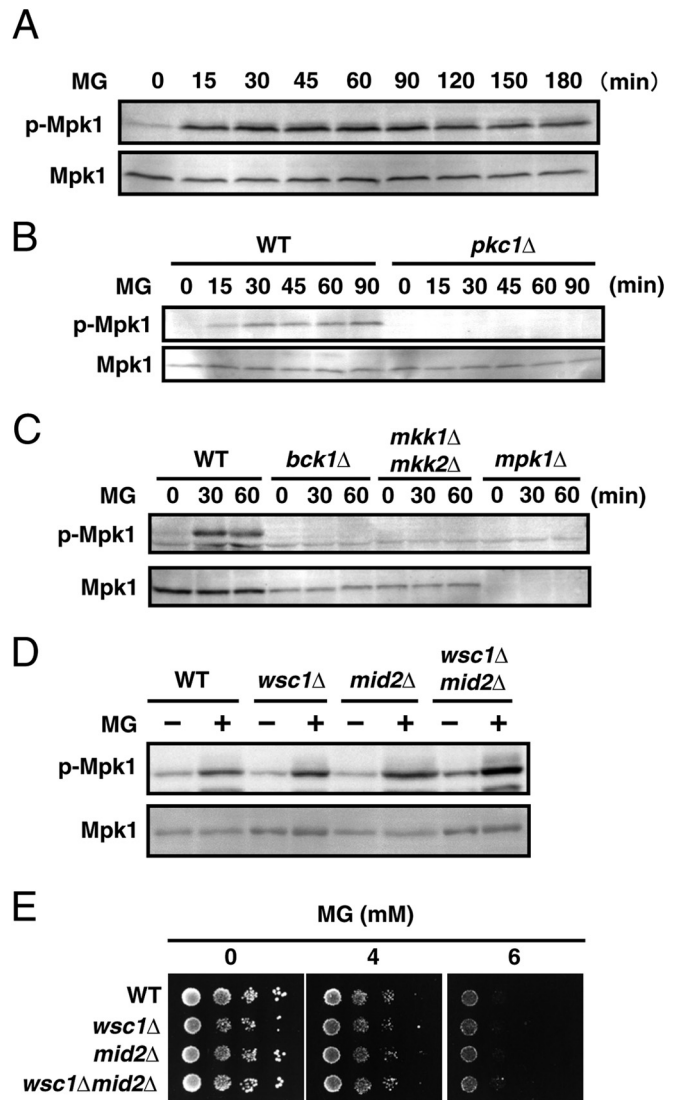 A
MG 0 15 30 45 60 90 120 150 180 (min)
p-Mpk1
Mpk1
B
WT pkc1Δ
MG 0 15 30 45 60 90 0 15 30 45 60 90 (min)
p-Mpk1
Mpk1
C
WT bck1Δ mkk1Δ mkk2Δ mpk1Δ
MG 0 30 60 0 30 60 0 30 60 0 30 60 (min)
p-Mpk1
Mpk1
D
WT wsc1Δ mid2Δ wsc1Δ mid2Δ
MG − + − + − + − +
p-Mpk1
Mpk1
E
MG (mM)
0 4 6
WT
wsc1Δ
mid2Δ
wsc1Δmid2Δ